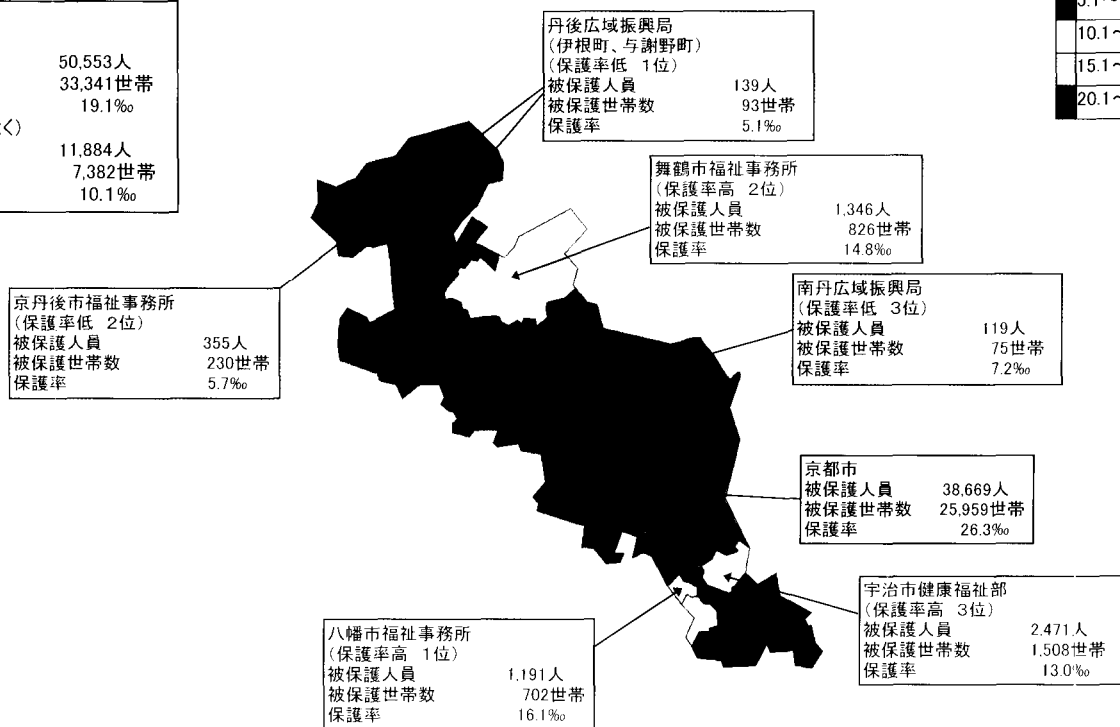 50,553人
33,341世帯
19.1‰
く)
11,884人
7,382世帯
10.1‰
丹後広域振興局
(伊根町、与謝野町)
(保護率低 1位)
被保護人員 139人
被保護世帯数 93世帯
保護率 5.1‰
5.1~
10.1~
15.1~
20.1~
舞鶴市福祉事務所
(保護率高 2位)
被保護人員 1,346人
被保護世帯数 826世帯
保護率 14.8‰
京丹後市福祉事務所
(保護率低 2位)
被保護人員 355人
被保護世帯数 230世帯
保護率 5.7‰
南丹広域振興局
(保護率低 3位)
被保護人員 119人
被保護世帯数 75世帯
保護率 7.2‰
京都市
被保護人員 38,669人
被保護世帯数 25,959世帯
保護率 26.3‰
宇治市健康福祉部
(保護率高 3位)
被保護人員 2,471人
被保護世帯数 1,508世帯
保護率 13.0‰
八幡市福祉事務所
(保護率高 1位)
被保護人員 1,191人
被保護世帯数 702世帯
保護率 16.1‰